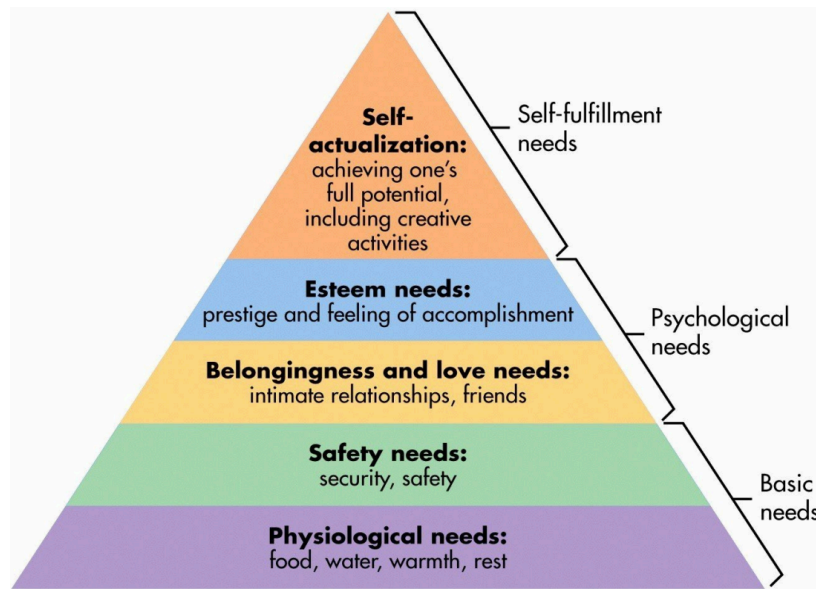 Self-
actualization:
achieving one's
full potential,
including creative
activities
Self-fulfillment
needs
Esteem needs:
prestige and feeling of accomplishment
Psychological
needs
Belongingness and love needs:
intimate relationships, friends
Safety needs:
security, safety
Basic
needs
Physiological needs:
food, water, warmth, rest